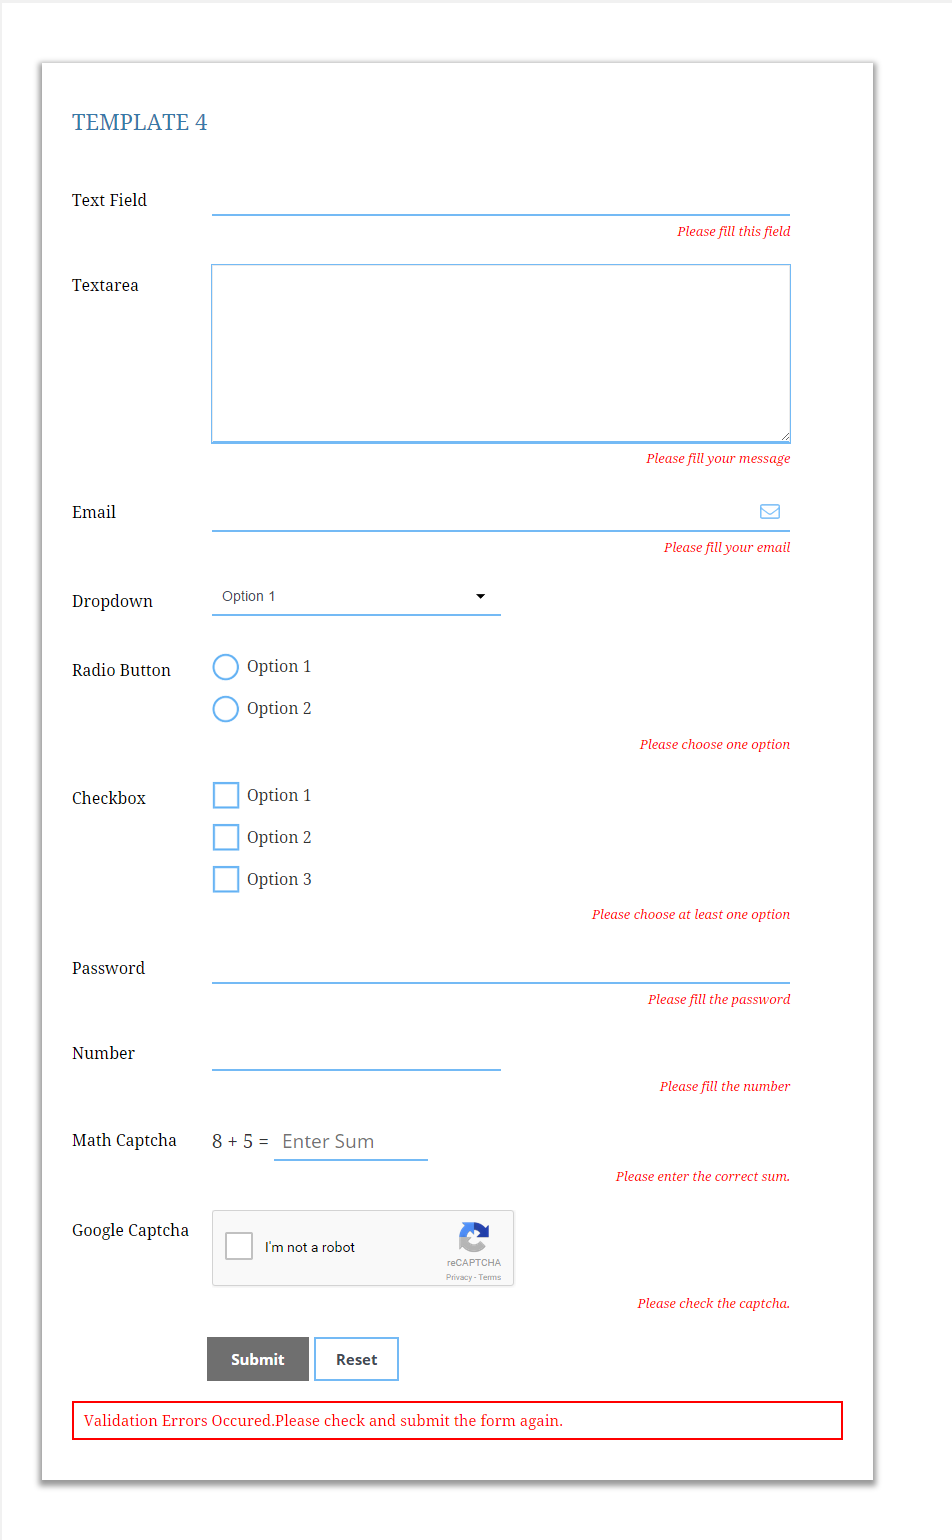 TEMPLATE 4
Text Field
Please fill this field
Textarea
Please fill your message
Email
Please fill your email
Dropdown Option 1
Radio Button Option 1
Option 2
Please choose one option
Checkbox Option 1
Option 2
Option 3
Please choose at least one option
Password
Please fill the password
Number
Please fill the number
Math Captcha 8 + 5 = Enter Sum
Please enter the correct sum.
Google Captcha I'm not a robot
reCAPTCHA
Privacy - Terms
Please check the captcha.
Submit Reset
Validation Errors Occured.Please check and submit the form again.